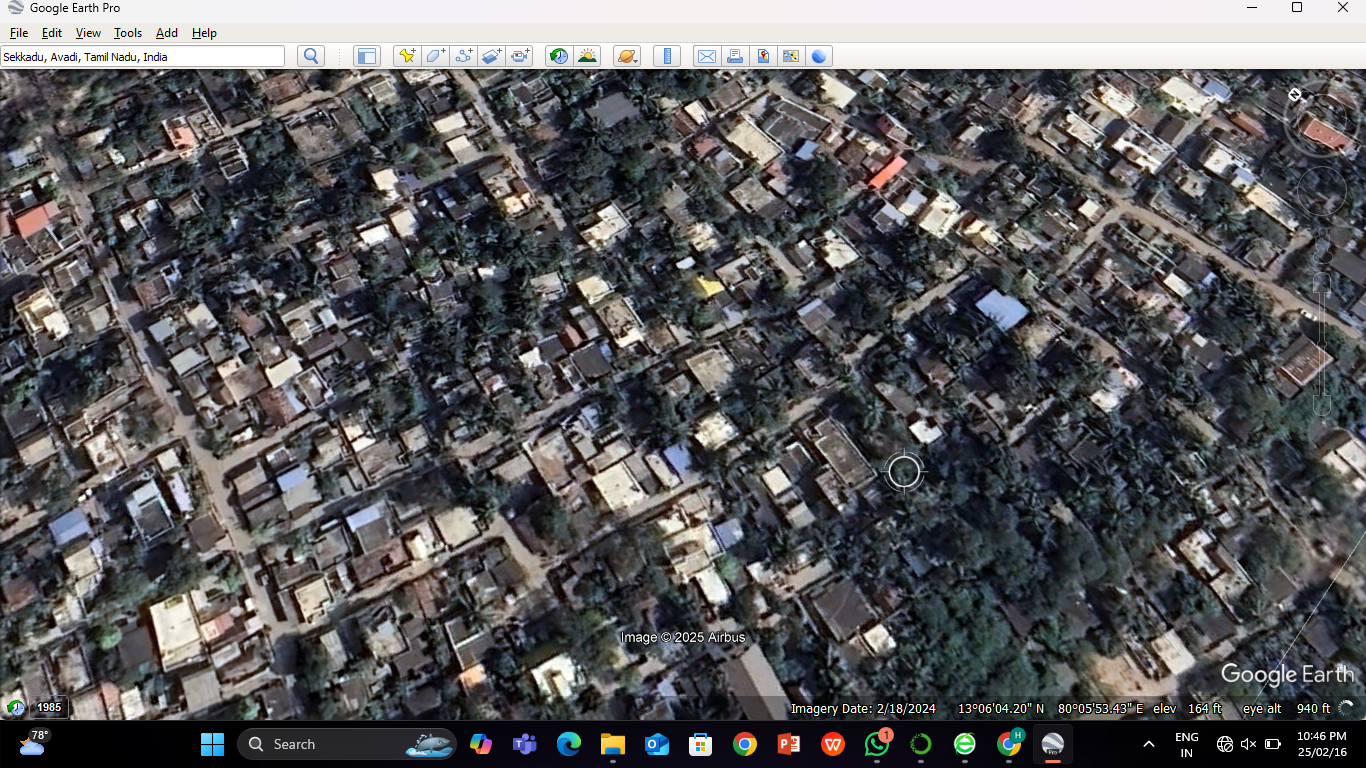 Google Earth Pro
File Edit View Tools Add Help
Sekkadu, Avadi, Tamil Nadu, India
Image © 2025 Airbus
Google Earth
1985
Imagery Date: 2/18/2024 13°06'04.20" N 80°05'53.43" E elev 164 ft eye alt 940 ft
78°
Search
1
H
Pro
ENG
IN
10:46 PM
25/02/16